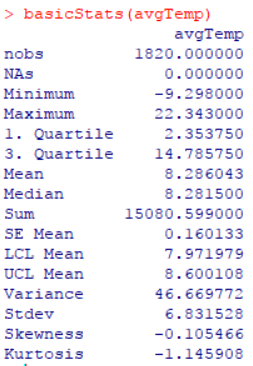 > basicStats(avgTemp)
avgTemp
nobs 1820.000000
NAs 0.000000
Minimum -9.298000
Maximum 22.343000
1. Quartile 2.353750
3. Quartile 14.785750
Mean 8.286043
Median 8.281500
Sum 15080.599000
SE Mean 0.160133
LCL Mean 7.971979
UCL Mean 8.600108
Variance 46.669772
Stdev 6.831528
Skewness -0.105466
Kurtosis -1.145908